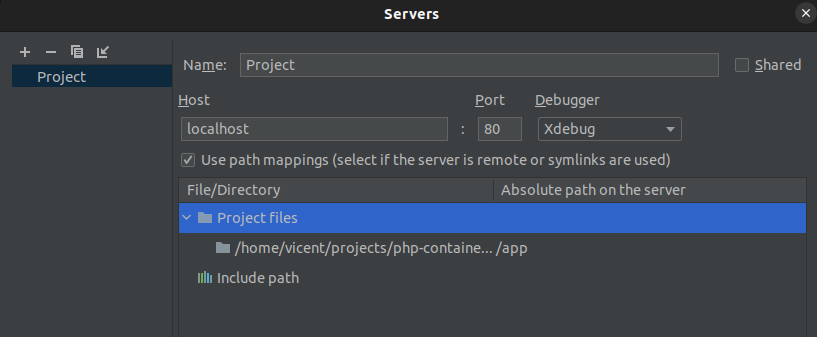 Servers
Project
Name: Project Shared
Host Port Debugger
localhost : 80 Xdebug
Use path mappings (select if the server is remote or symlinks are used)
File/Directory Absolute path on the server
Project files
/home/vicent/projects/php-containe... /app
Include path